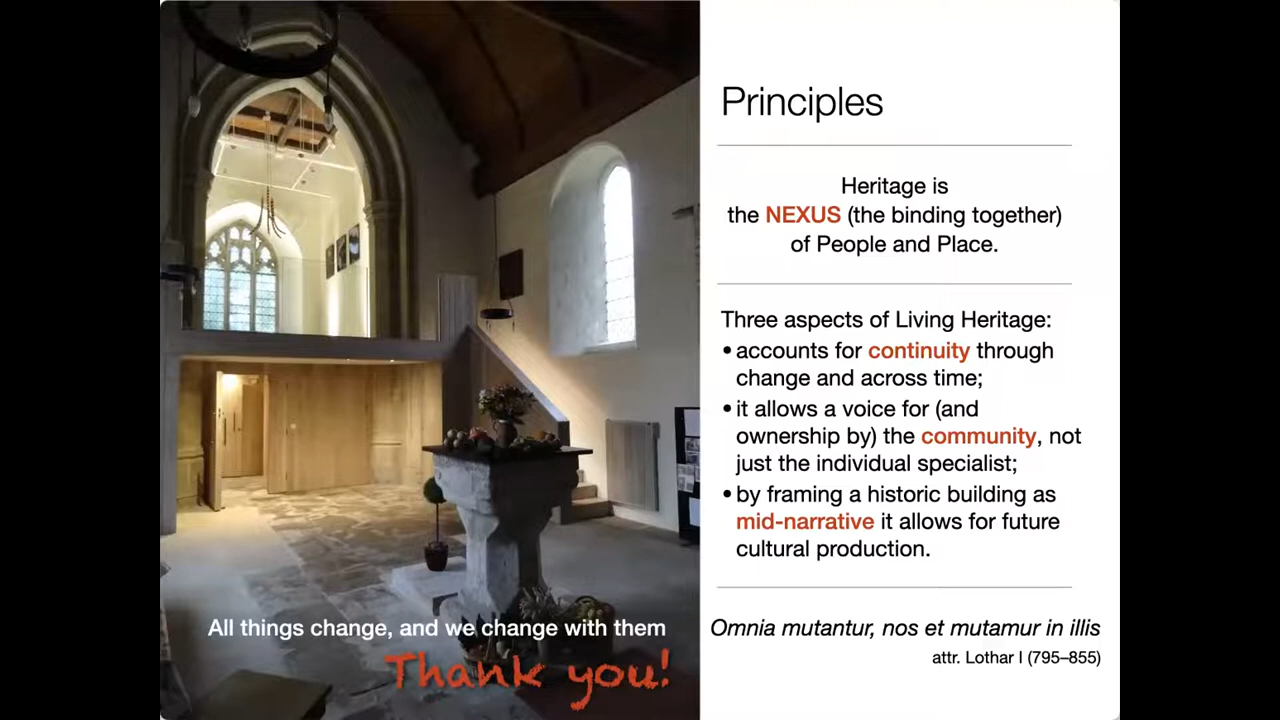 Principles
Heritage is
the NEXUS (the binding together)
of People and Place.
Three aspects of Living Heritage:
• accounts for continuity through
change and across time;
• it allows a voice for (and
ownership by) the community, not
just the individual specialist;
• by framing a historic building as
mid-narrative it allows for future
cultural production.
All things change, and we change with them
Thank you!
Omnia mutantur, nos et mutamur in illis
attr. Lothar I (795–855)